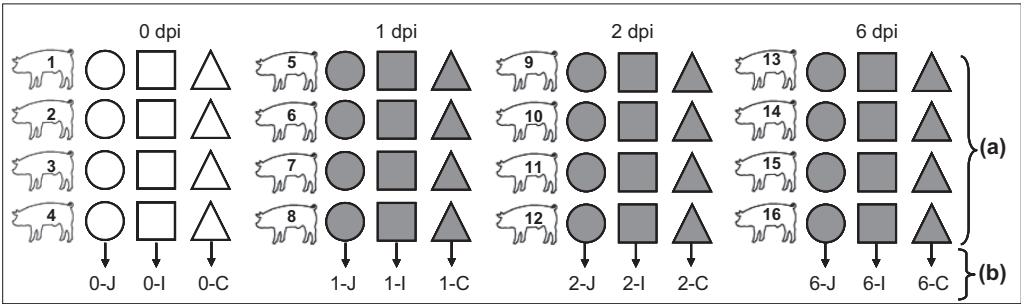 0 dpi 1 dpi 2 dpi 6 dpi
1 5 9 13
2 6 10 14
3 7 11 15
4 8 12 16
(a)
0-J 0-I 0-C 1-J 1-I 1-C 2-J 2-I 2-C 6-J 6-I 6-C
(b)